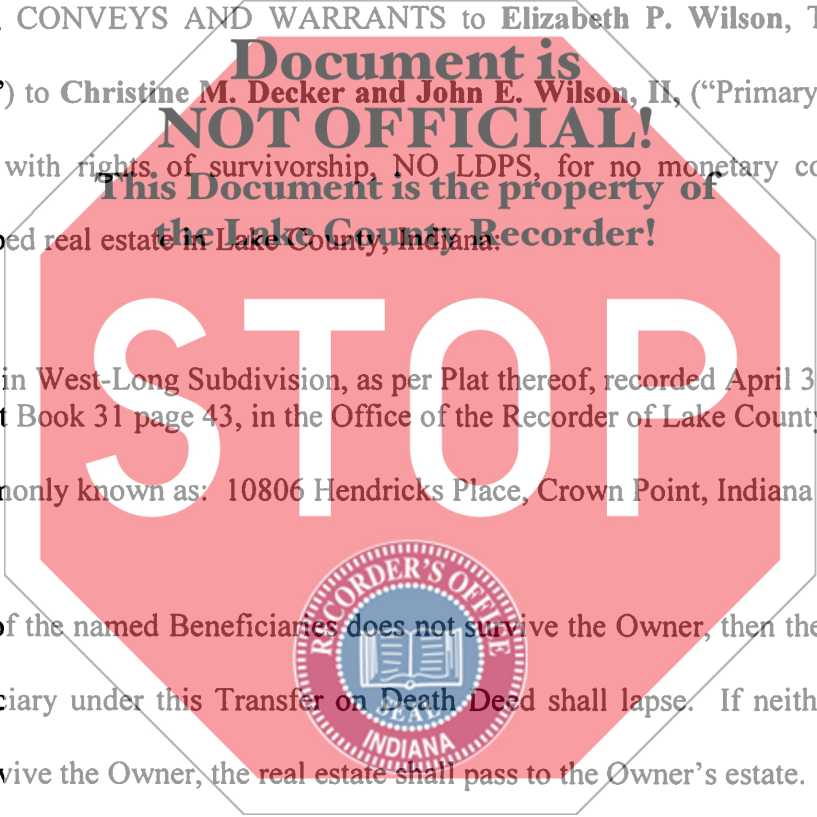 CONVEYS AND WARRANTS to Elizabeth P. Wilson, T
Document is
") to Christine M. Decker and John E. Wilson, II, ("Primary
NOT OFFICIAL!
with rights of survivorship, NO LDPS, for no monetary co
This Document is the property of
the Lake County Recorder!
bed real estate in Lake County, Indiana:
STOP
in West-Long Subdivision, as per Plat thereof, recorded April 3
t Book 31 page 43, in the Office of the Recorder of Lake County
monly known as: 10806 Hendricks Place, Crown Point, Indiana
RECORDER'S OFFICE
of the named Beneficiaries does not survive the Owner, then the
ciary under this Transfer on Death Deed shall lapse. If neith
SEAL
INDIANA
vive the Owner, the real estate shall pass to the Owner's estate.